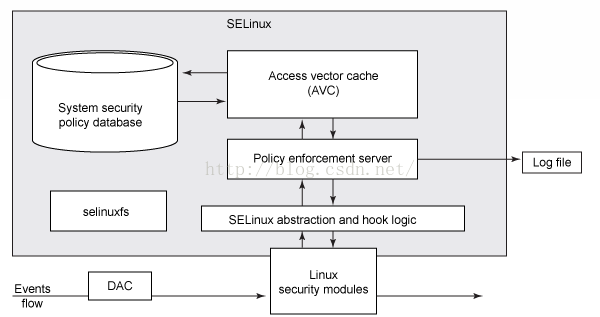 SELinux
System security
policy database
Access vector cache
(AVC)
Policy enforcement server
http://blog.csdn.net/
Log file
selinuxfs
SELinux abstraction and hook logic
Events
flow
DAC
Linux
security modules